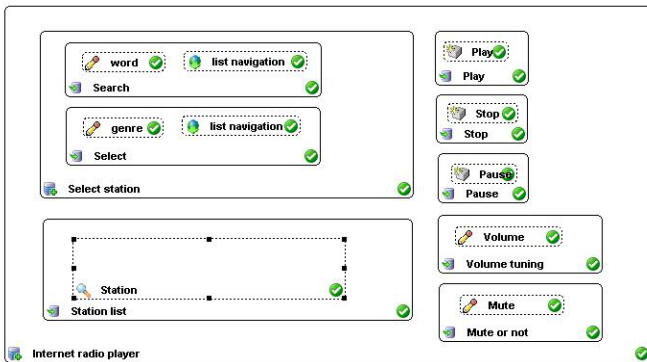 word
list navigation
Search
genre
list navigation
Select
Select station
Station
Station list
Play
Play
Stop
Stop
Pause
Pause
Volume
Volume tuning
Mute
Mute or not
Internet radio player